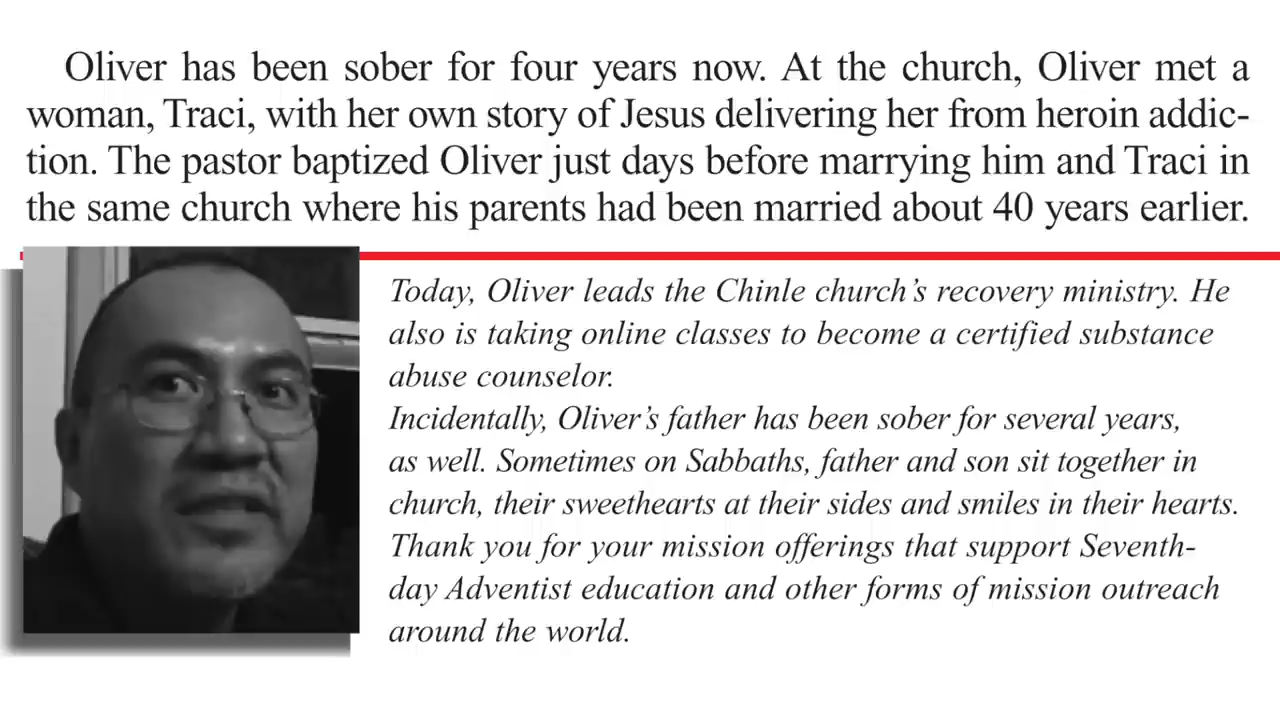 Oliver has been sober for four years now. At the church, Oliver met a
woman, Traci, with her own story of Jesus delivering her from heroin addic-
tion. The pastor baptized Oliver just days before marrying him and Traci in
the same church where his parents had been married about 40 years earlier.
Today, Oliver leads the Chinle church’s recovery ministry. He
also is taking online classes to become a certified substance
abuse counselor.
Incidentally, Oliver’s father has been sober for several years,
as well. Sometimes on Sabbaths, father and son sit together in
church, their sweethearts at their sides and smiles in their hearts.
Thank you for your mission offerings that support Seventh-
day Adventist education and other forms of mission outreach
around the world.